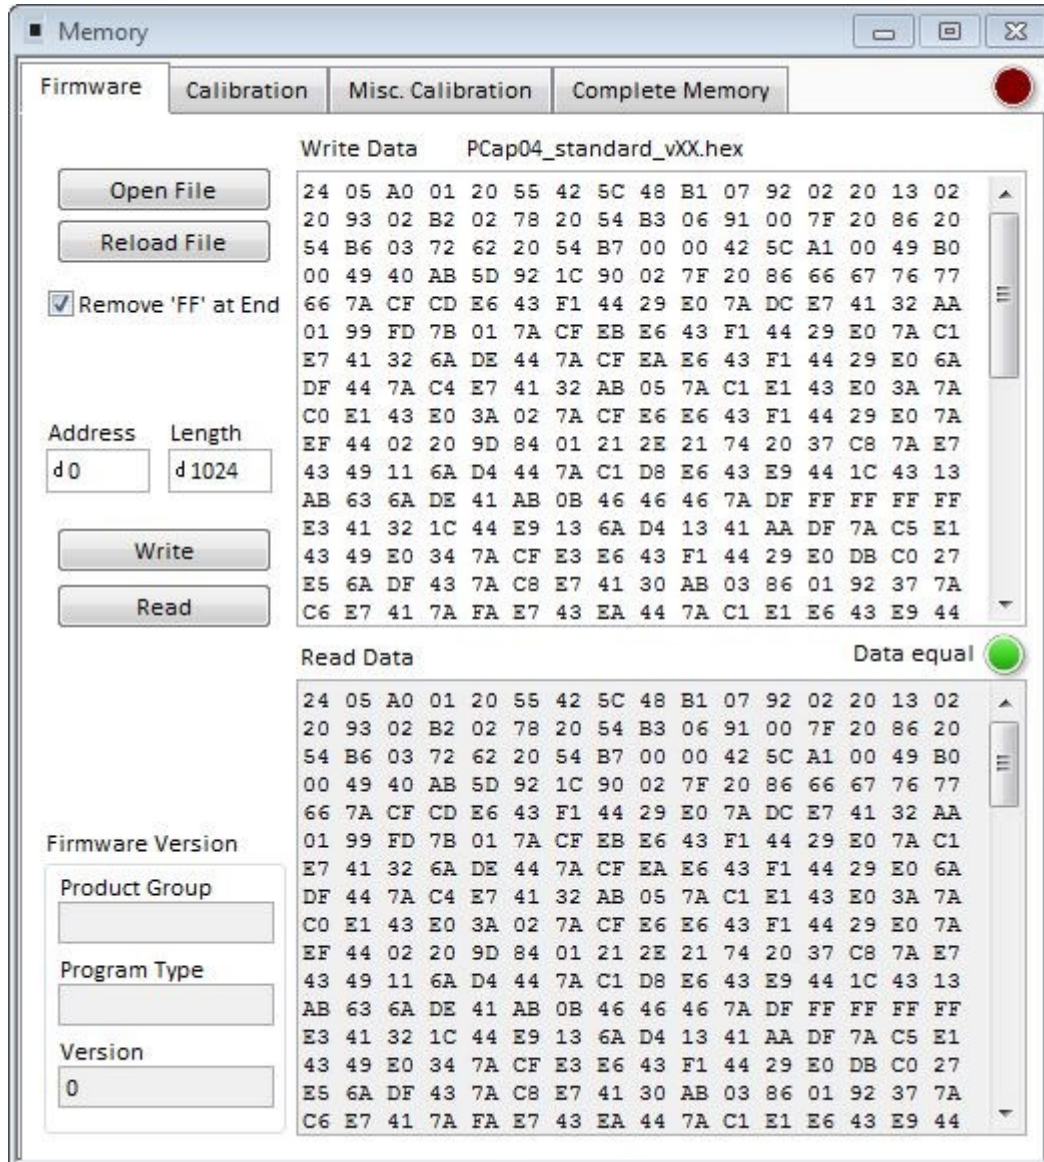 Memory
Firmware Calibration Misc. Calibration Complete Memory
Write Data PCap04_standard_vXX.hex
Open File
Reload File
Remove 'FF' at End
Address Length
d 0 d 1024
Write
Read
24 05 A0 01 20 55 42 5C 48 B1 07 92 02 20 13 02
20 93 02 B2 02 78 20 54 B3 06 91 00 7F 20 86 20
54 B6 03 72 62 20 54 B7 00 00 42 5C A1 00 49 B0
00 49 40 AB 5D 92 1C 90 02 7F 20 86 66 67 76 77
66 7A CF CD E6 43 F1 44 29 E0 7A DC E7 41 32 AA
01 99 FD 7B 01 7A CF EB E6 43 F1 44 29 E0 7A C1
E7 41 32 6A DE 44 7A CF EA E6 43 F1 44 29 E0 6A
DF 44 7A C4 E7 41 32 AB 05 7A C1 E1 43 E0 3A 7A
C0 E1 43 E0 3A 02 7A CF E6 E6 43 F1 44 29 E0 7A
EF 44 02 20 9D 84 01 21 2E 21 74 20 37 C8 7A E7
43 49 11 6A D4 44 7A C1 D8 E6 43 E9 44 1C 43 13
AB 63 6A DE 41 AB 0B 46 46 46 7A DF FF FF FF FF
E3 41 32 1C 44 E9 13 6A D4 13 41 AA DF 7A C5 E1
43 49 E0 34 7A CF E3 E6 43 F1 44 29 E0 DB C0 27
E5 6A DF 43 7A C8 E7 41 30 AB 03 86 01 92 37 7A
C6 E7 41 7A FA E7 43 EA 44 7A C1 E1 E6 43 E9 44
Read Data Data equal
24 05 A0 01 20 55 42 5C 48 B1 07 92 02 20 13 02
20 93 02 B2 02 78 20 54 B3 06 91 00 7F 20 86 20
54 B6 03 72 62 20 54 B7 00 00 42 5C A1 00 49 B0
00 49 40 AB 5D 92 1C 90 02 7F 20 86 66 67 76 77
66 7A CF CD E6 43 F1 44 29 E0 7A DC E7 41 32 AA
01 99 FD 7B 01 7A CF EB E6 43 F1 44 29 E0 7A C1
E7 41 32 6A DE 44 7A CF EA E6 43 F1 44 29 E0 6A
DF 44 7A C4 E7 41 32 AB 05 7A C1 E1 43 E0 3A 7A
C0 E1 43 E0 3A 02 7A CF E6 E6 43 F1 44 29 E0 7A
EF 44 02 20 9D 84 01 21 2E 21 74 20 37 C8 7A E7
43 49 11 6A D4 44 7A C1 D8 E6 43 E9 44 1C 43 13
AB 63 6A DE 41 AB 0B 46 46 46 7A DF FF FF FF FF
E3 41 32 1C 44 E9 13 6A D4 13 41 AA DF 7A C5 E1
43 49 E0 34 7A CF E3 E6 43 F1 44 29 E0 DB C0 27
E5 6A DF 43 7A C8 E7 41 30 AB 03 86 01 92 37 7A
C6 E7 41 7A FA E7 43 EA 44 7A C1 E1 E6 43 E9 44
Firmware Version
Product Group
Program Type
Version
0